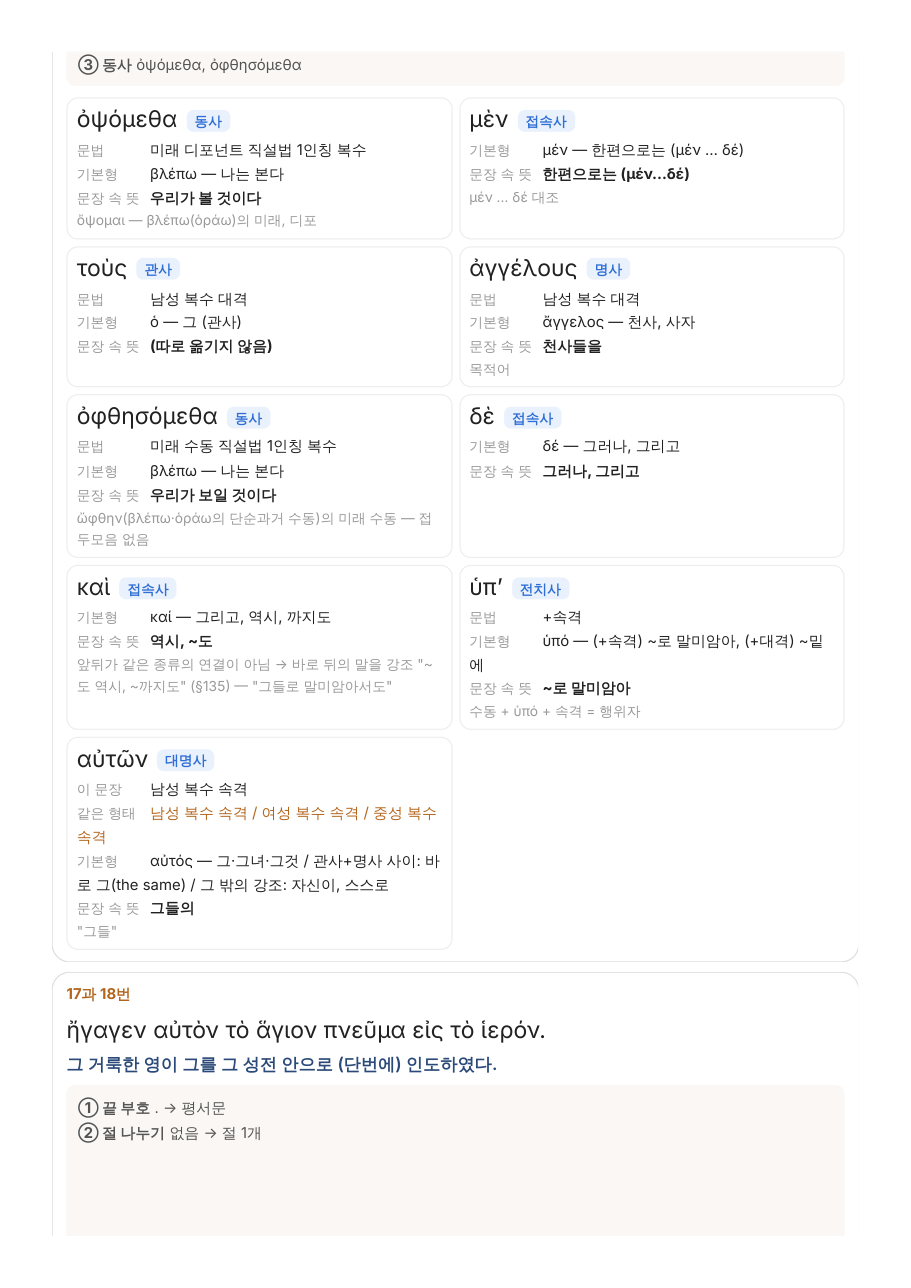 ③ 동사 ὀψόμεθα, ὀφθησόμεθα
ὀψόμεθα 동사
문법 미래 디포넌트 직설법 1인칭 복수
기본형 βλέπω — 나는 본다
문장 속 뜻 우리가 볼 것이다
ὄψομαι — βλέπω(ὁράω)의 미래, 디포
μὲν 접속사
기본형 μέν — 한편으로는 (μέν … δέ)
문장 속 뜻 한편으로는 (μέν…δέ)
μέν … δέ 대조
τοὺς 관사
문법 남성 복수 대격
기본형 ὁ — 그 (관사)
문장 속 뜻 (따로 옮기지 않음)
ἀγγέλους 명사
문법 남성 복수 대격
기본형 ἄγγελος — 천사, 사자
문장 속 뜻 천사들을
목적어
ὀφθησόμεθα 동사
문법 미래 수동 직설법 1인칭 복수
기본형 βλέπω — 나는 본다
문장 속 뜻 우리가 보일 것이다
ὤφθην(βλέπω·ὁράω의 단순과거 수동)의 미래 수동 — 접
두모음 없음
δὲ 접속사
기본형 δέ — 그러나, 그리고
문장 속 뜻 그러나, 그리고
καὶ 접속사
기본형 καί — 그리고, 역시, 까지도
문장 속 뜻 역시, ~도
앞뒤가 같은 종류의 연결이 아님 → 바로 뒤의 말을 강조 "~
도 역시, ~까지도" (§135) — "그들로 말미암아서도"
ὑπ’ 전치사
문법 +속격
기본형 ὑπό — (+속격) ~로 말미암아, (+대격) ~밑
에
문장 속 뜻 ~로 말미암아
수동 + ὑπό + 속격 = 행위자
αὐτῶν 대명사
이 문장 남성 복수 속격
같은 형태 남성 복수 속격 / 여성 복수 속격 / 중성 복수
속격
기본형 αὐτός — 그·그녀·그것 / 관사+명사 사이: 바
로 그(the same) / 그 밖의 강조: 자신이, 스스로
문장 속 뜻 그들의
"그들"
17과 18번
ἤγαγεν αὐτὸν τὸ ἅγιον πνεῦμα εἰς τὸ ἱερόν.
그 거룩한 영이 그를 그 성전 안으로 (단번에) 인도하였다.
① 끝 부호 . → 평서문
② 절 나누기 없음 → 절 1개